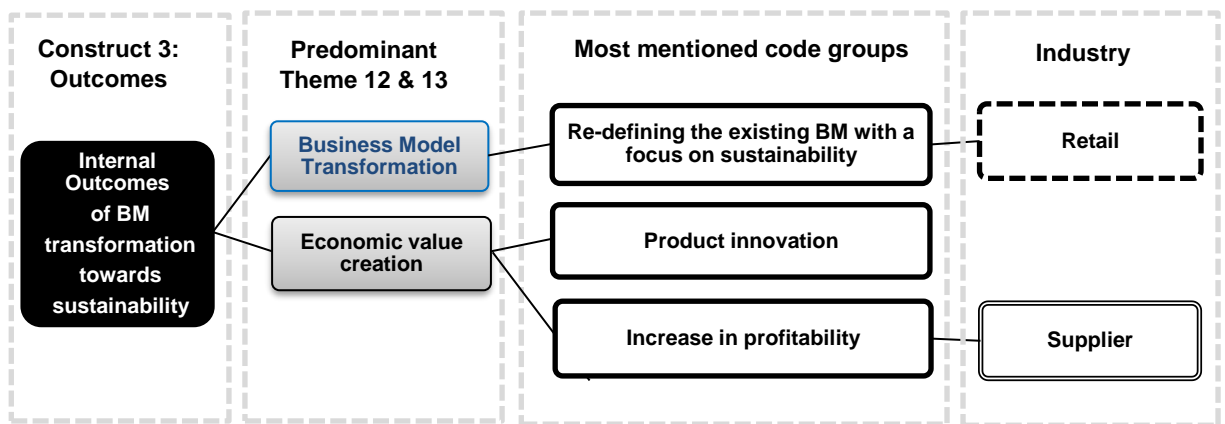 Construct 3:
Outcomes
Predominant
Theme 12 & 13
Most mentioned code groups
Industry
Internal
Outcomes
of BM
transformation
towards
sustainability
Business Model
Transformation
Economic value
creation
Re-defining the existing BM with a
focus on sustainability
Product innovation
Increase in profitability
Retail
Supplier